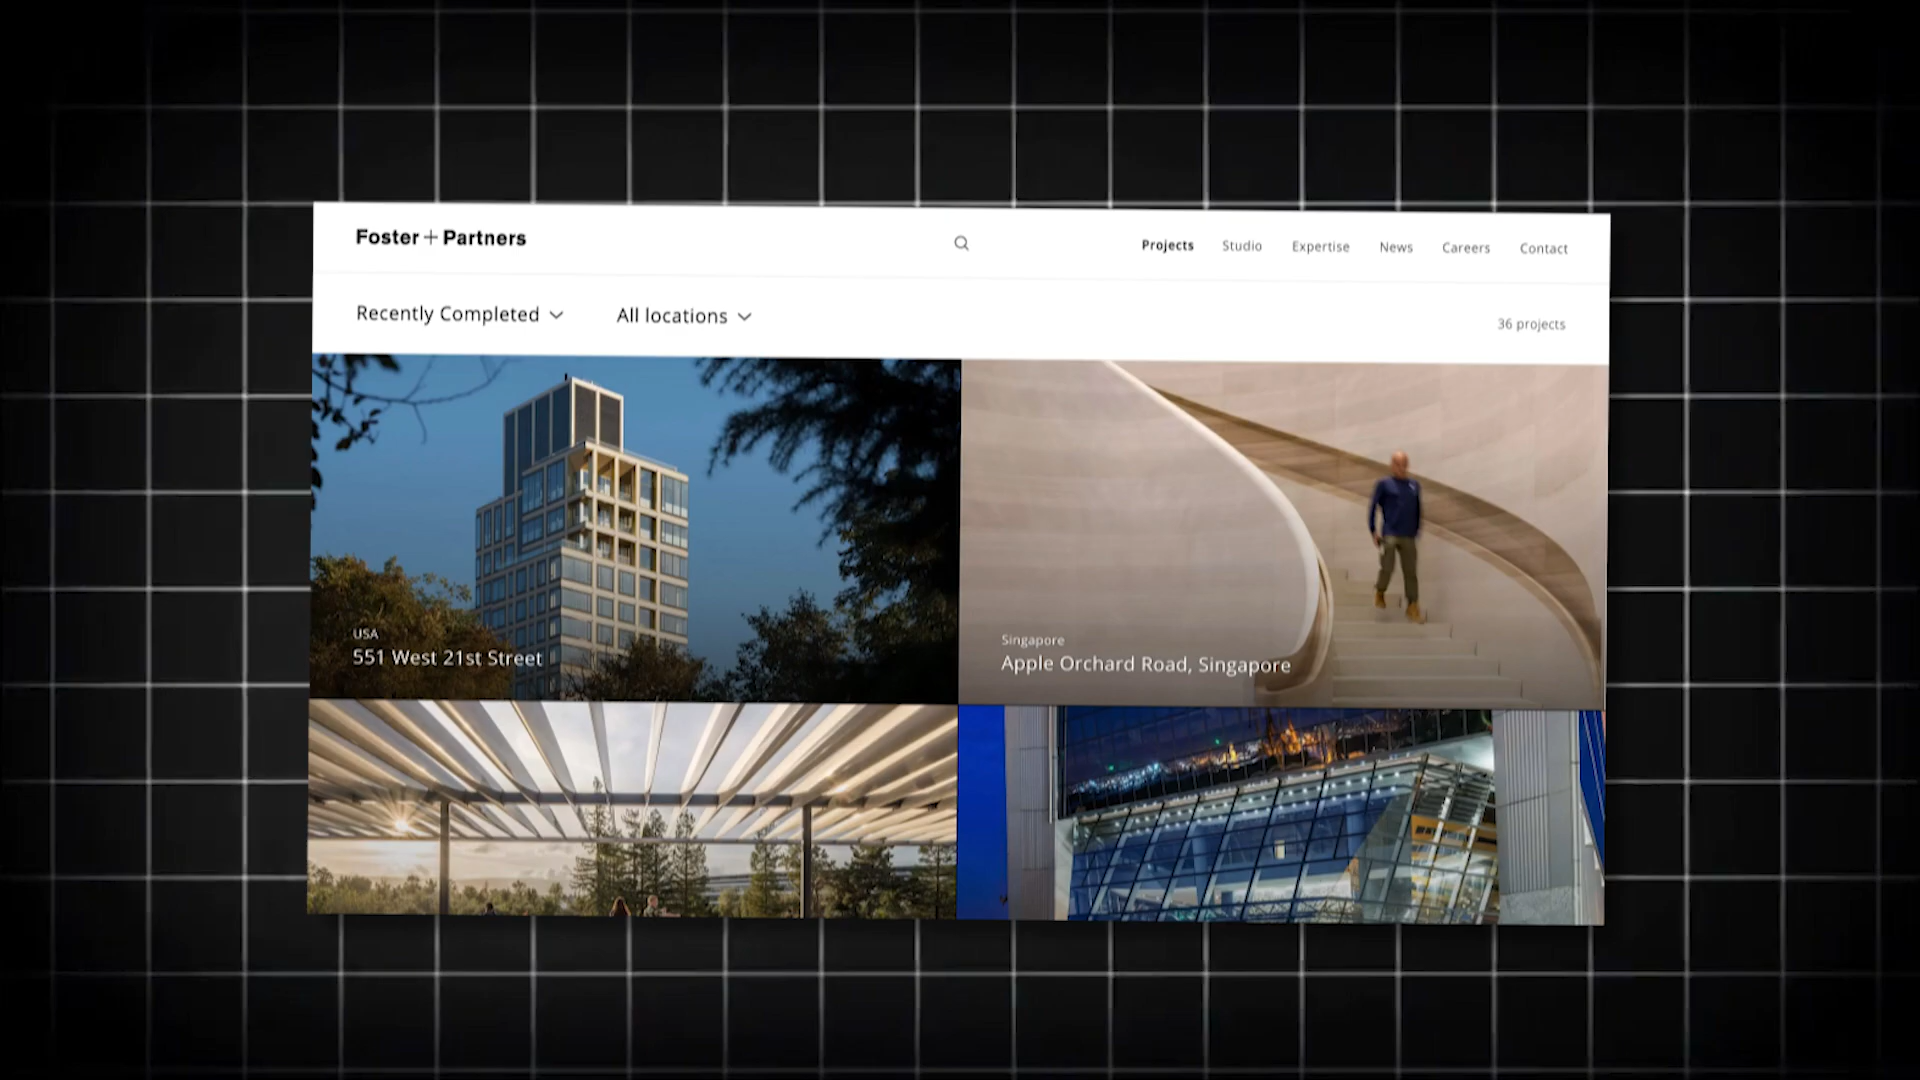 Foster + Partners
Projects Studio Expertise News Careers Contact
Recently Completed All locations
36 projects
USA
551 West 21st Street
Singapore
Apple Orchard Road, Singapore